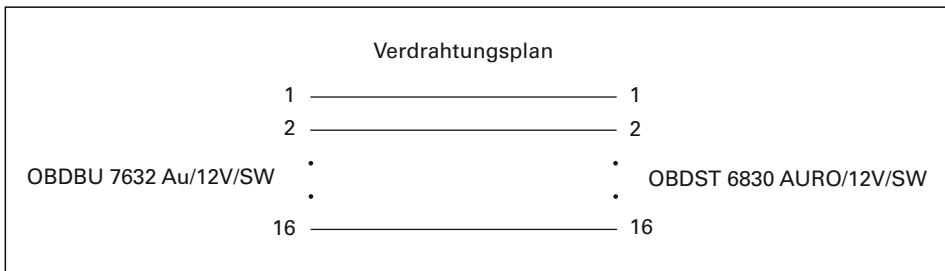 Verdrahtungsplan
1 1
2 2
OBDBU 7632 Au/12V/SW OBDST 6830 AURO/12V/SW
16 16